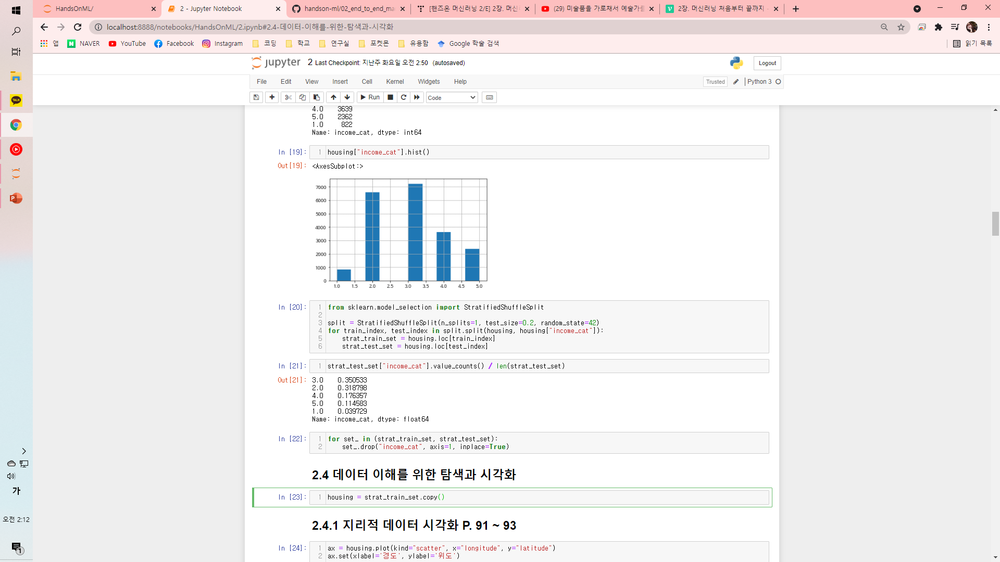 HandsOnML/
2 - Jupyter Notebook
handson-ml/02_end_to_end_ma
[핸즈온 머신러닝 2/E] 2장. 머신러
(29) 미술품을 가로채서 예술가를
2장. 머신러닝 처음부터 끝까지 -
localhost:8888/notebooks/HandsOnML/2.ipynb#2.4-데이터-이해를-위한-탐색과-시각화
앱 NAVER YouTube Facebook Instagram 코딩 학교 연구실 포켓몬 유용함 Google 학술 검색 읽기 목록
jupyter 2 Last Checkpoint: 지난주 화요일 오전 2:50 (autosaved) Logout
File Edit View Insert Cell Kernel Widgets Help Trusted Python 3
Run Code
4.0 3639
5.0 2362
1.0 822
Name: income_cat, dtype: int64
In [19]: 1 housing["income_cat"].hist()
Out[19]: <AxesSubplot:>
7000
6000
5000
4000
3000
2000
1000
0
1.0 1.5 2.0 2.5 3.0 3.5 4.0 4.5 5.0
In [20]: 1 from sklearn.model_selection import StratifiedShuffleSplit
2
3 split = StratifiedShuffleSplit(n_splits=1, test_size=0.2, random_state=42)
4 for train_index, test_index in split.split(housing, housing["income_cat"]):
5 strat_train_set = housing.loc[train_index]
6 strat_test_set = housing.loc[test_index]
In [21]: 1 strat_test_set["income_cat"].value_counts() / len(strat_test_set)
Out[21]: 3.0 0.350533
2.0 0.318798
4.0 0.176357
5.0 0.114583
1.0 0.039729
Name: income_cat, dtype: float64
In [22]: 1 for set_ in (strat_train_set, strat_test_set):
2 set_.drop("income_cat", axis=1, inplace=True)
2.4 데이터 이해를 위한 탐색과 시각화
In [23]: 1 housing = strat_train_set.copy()
2.4.1 지리적 데이터 시각화 P. 91 ~ 93
In [24]: 1 ax = housing.plot(kind="scatter", x="longitude", y="latitude")
2 ax.set(xlabel='경도', ylabel='위도')
TALK
가
오전 2:12
1